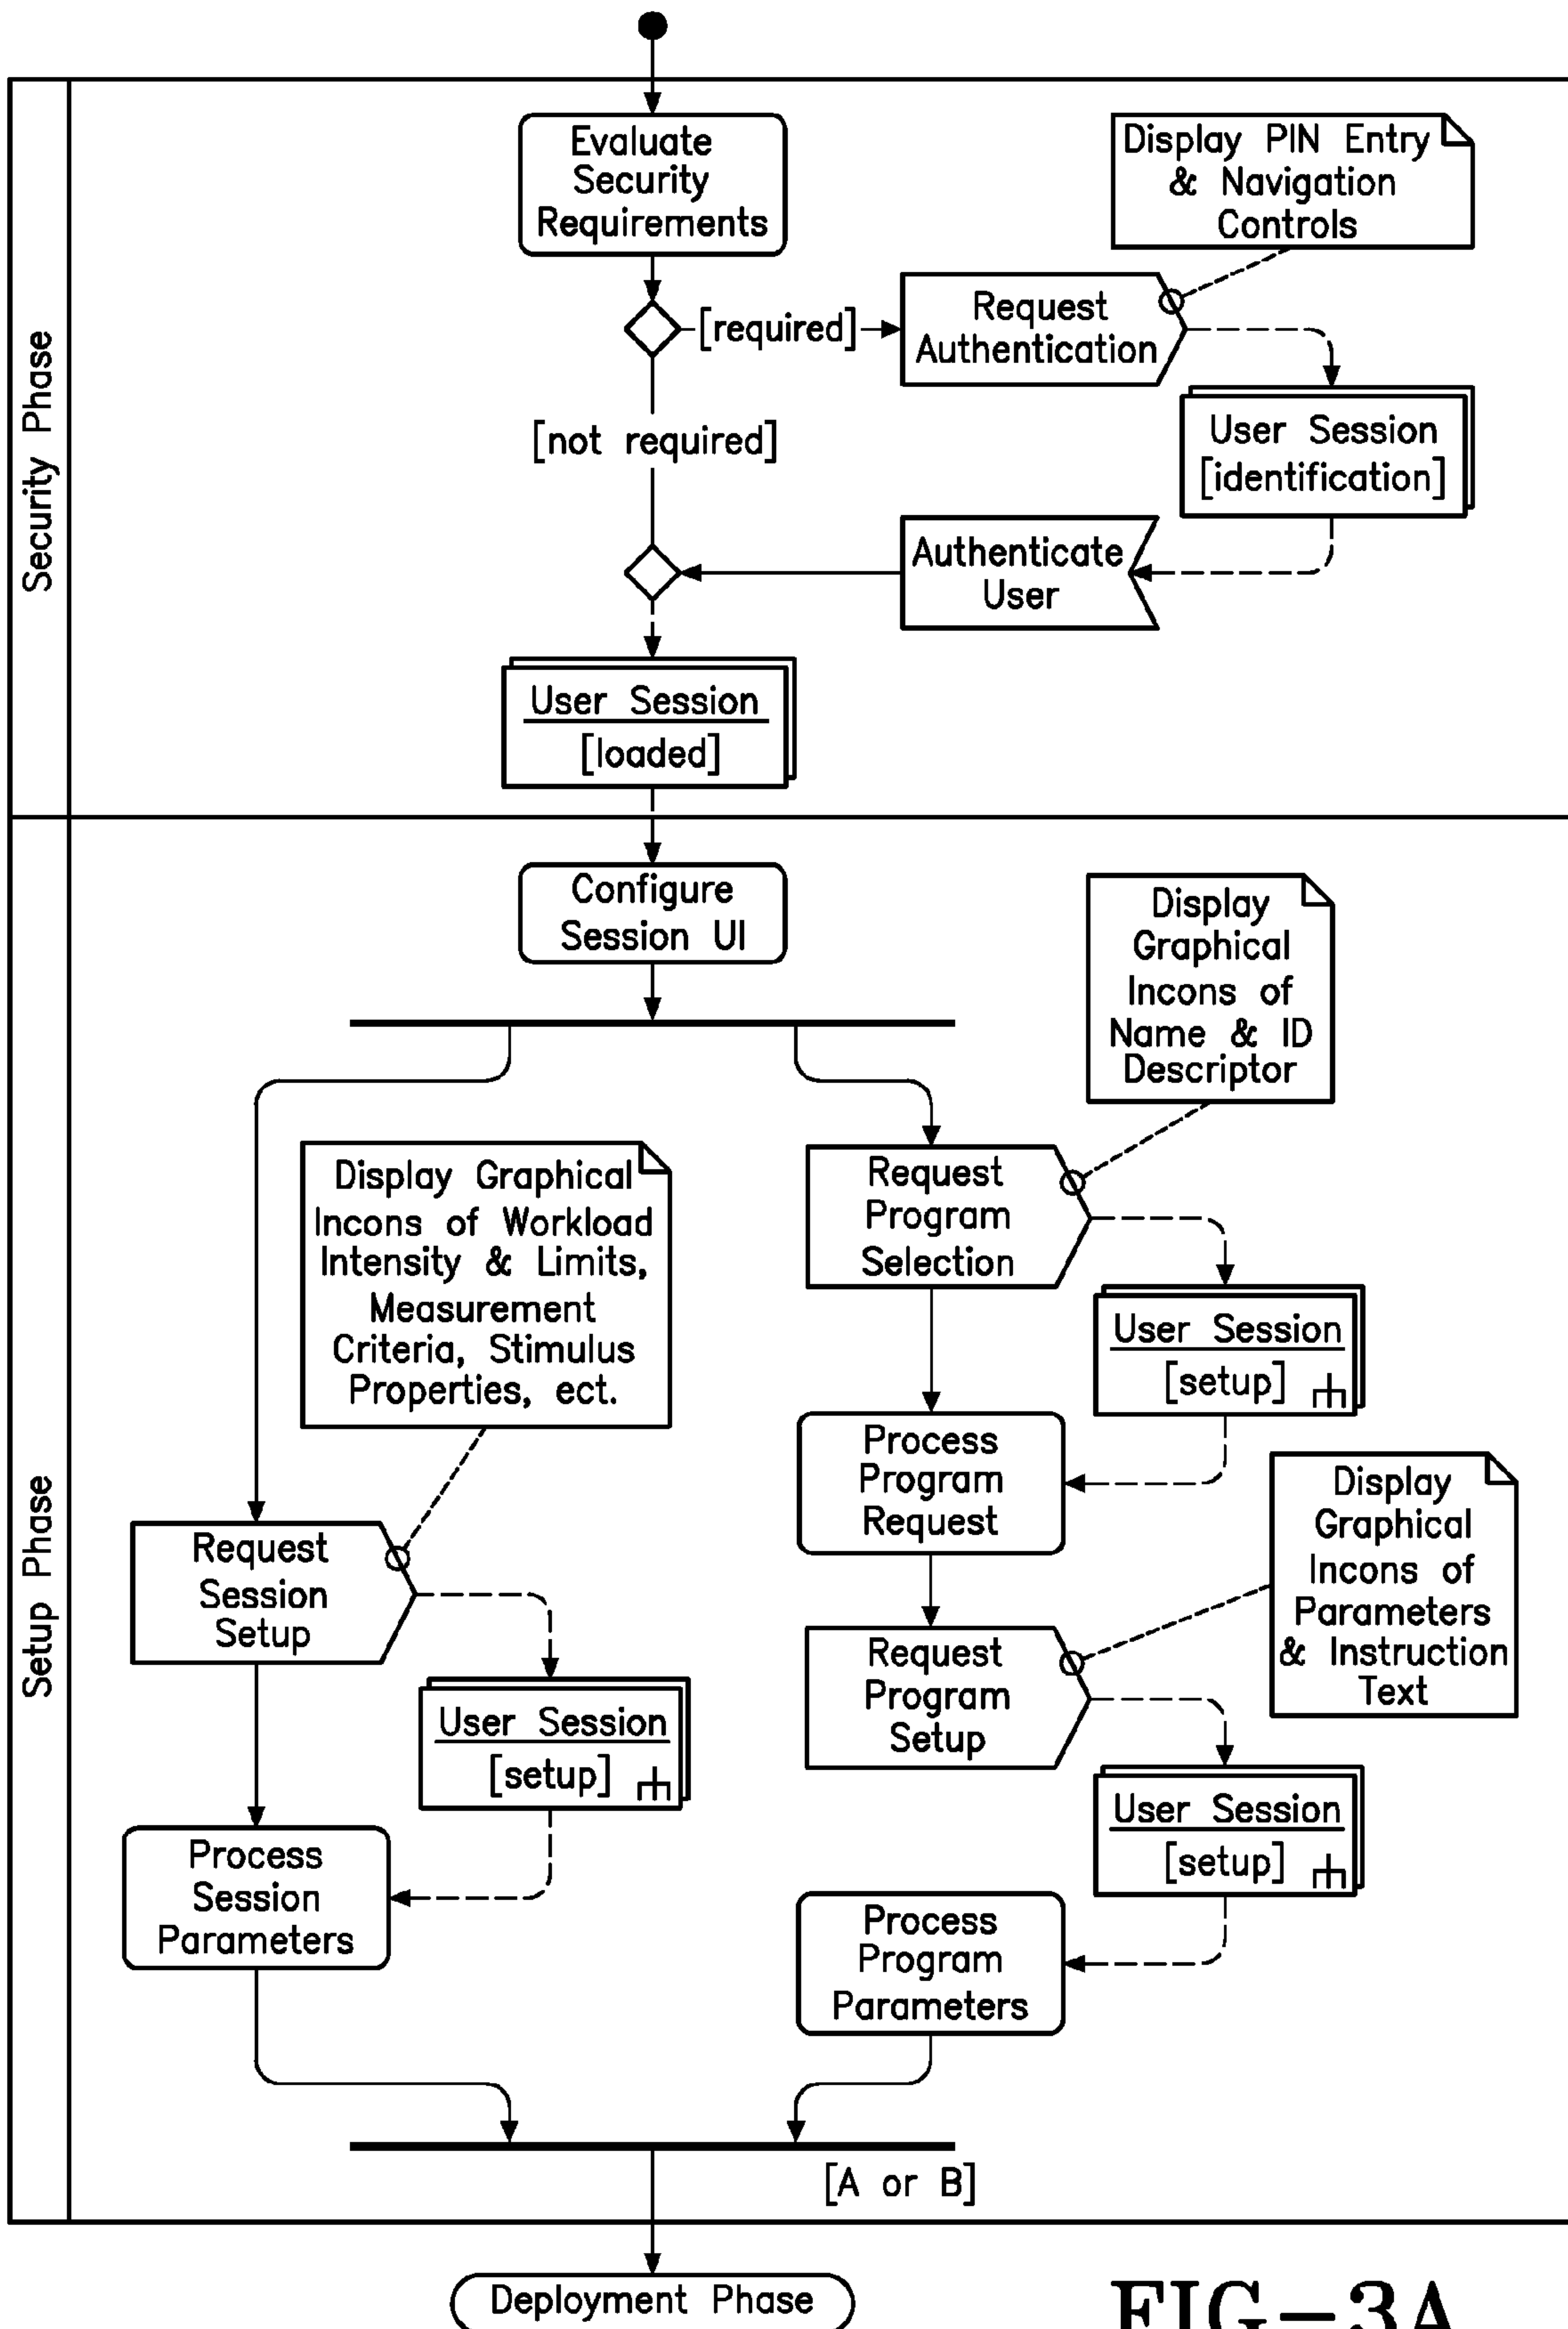 Security Phase
Evaluate
Security
Requirements
Display PIN Entry
& Navigation
Controls
[required]
Request
Authentication
[not required]
User Session
[identification]
Authenticate
User
User Session
[loaded]
Setup Phase
Configure
Session UI
Display
Graphical
Incons of
Name & ID
Descriptor
Display Graphical
Incons of Workload
Intensity & Limits,
Measurement
Criteria, Stimulus
Properties, ect.
Request
Program
Selection
User Session
[setup]
Process
Program
Request
Display
Graphical
Incons of
Parameters
& Instruction
Text
Request
Session
Setup
Request
Program
Setup
User Session
[setup]
User Session
[setup]
Process
Session
Parameters
Process
Program
Parameters
[A or B]
Deployment Phase
FIG-3A